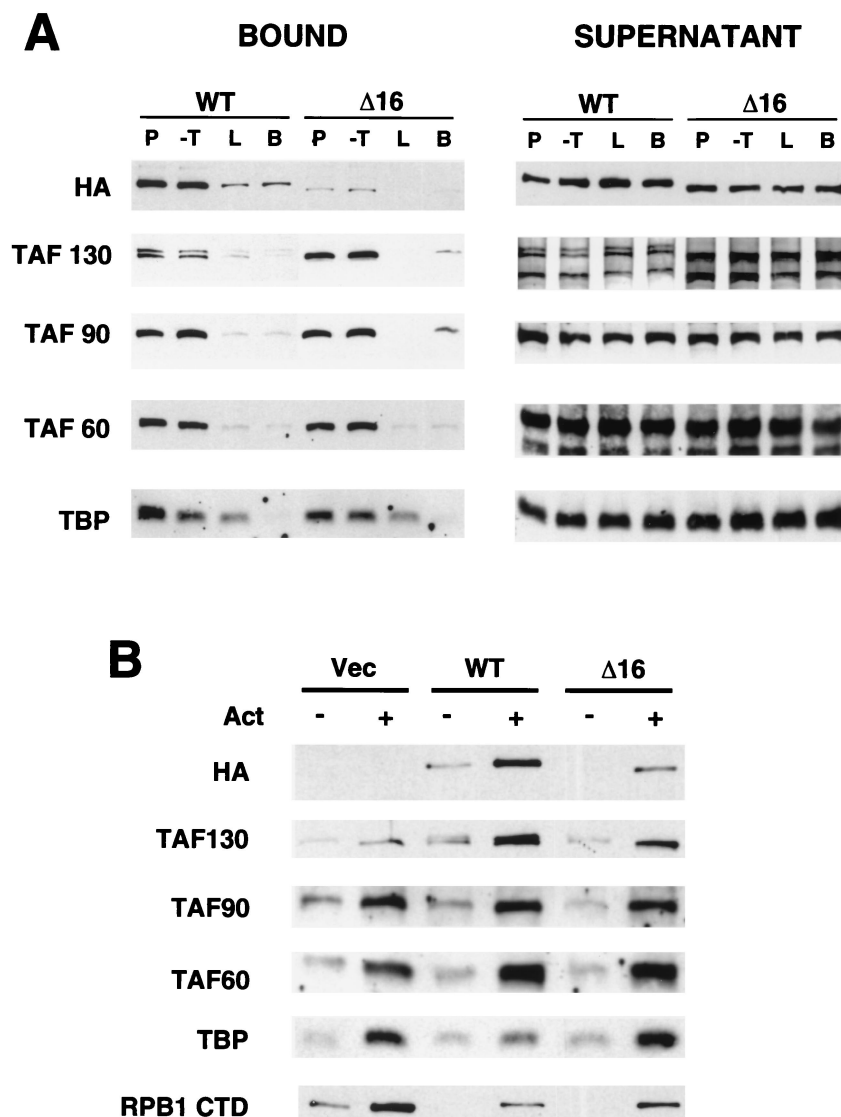 A
BOUND SUPERNATANT
WT Δ16 WT Δ16
P -T L B P -T L B P -T L B P -T L B
HA
TAF 130
TAF 90
TAF 60
TBP
B
Vec WT Δ16
Act - + - + - +
HA
TAF130
TAF90
TAF60
TBP
RPB1 CTD